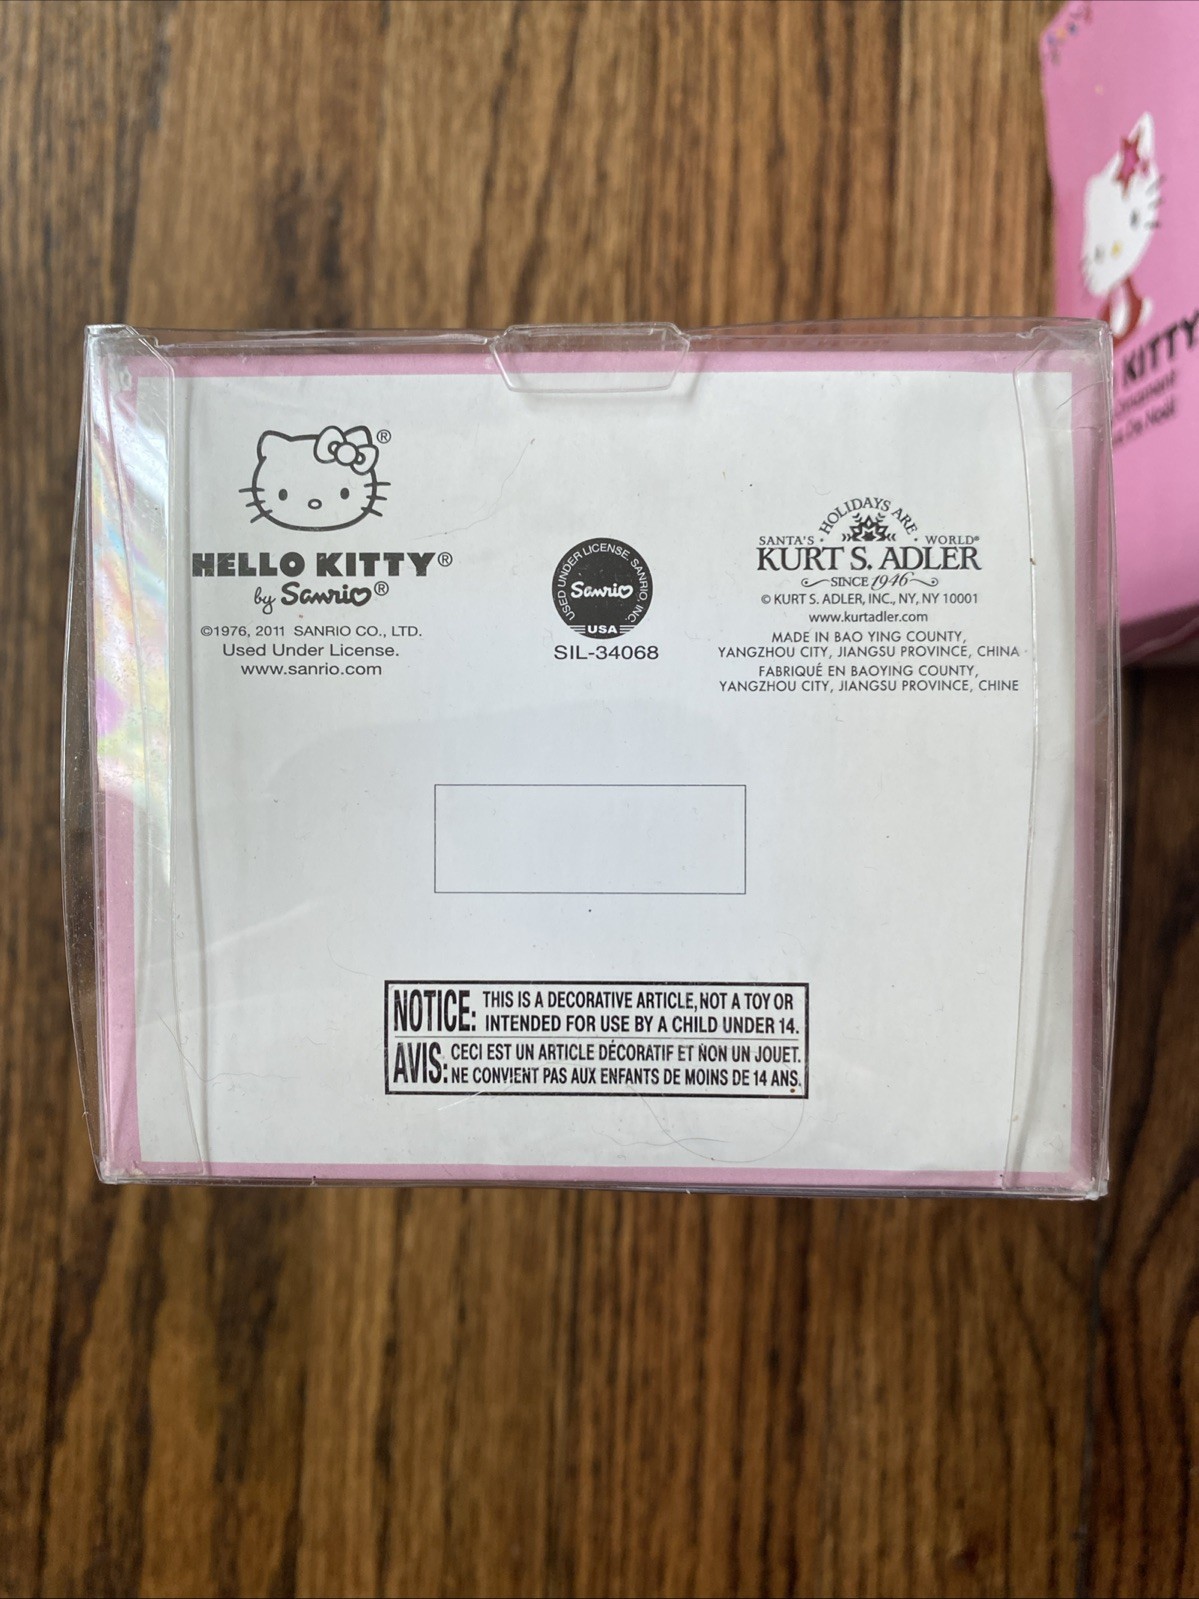 HELLO KITTY®
by Sanrio®
©1976, 2011 SANRIO CO., LTD.
Used Under License.
www.sanrio.com
USED UNDER LICENSE, SANRIO, INC.
Sanrio
USA
SIL-34068
HOLIDAYS ARE
SANTA'S · WORLD®
KURT S. ADLER
SINCE 1946
© KURT S. ADLER, INC., NY, NY 10001
www.kurtadler.com
MADE IN BAO YING COUNTY,
YANGZHOU CITY, JIANGSU PROVINCE, CHINA
FABRIQUÉ EN BAOYING COUNTY,
YANGZHOU CITY, JIANGSU PROVINCE, CHINE
NOTICE: THIS IS A DECORATIVE ARTICLE, NOT A TOY OR
INTENDED FOR USE BY A CHILD UNDER 14.
AVIS: CECI EST UN ARTICLE DÉCORATIF ET NON UN JOUET.
NE CONVIENT PAS AUX ENFANTS DE MOINS DE 14 ANS.
KITTY
De Noël